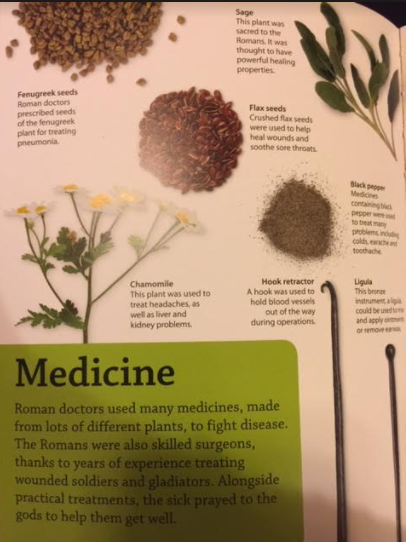 Sage
This plant was
sacred to the
Romans. It was
thought to have
powerful healing
properties.
Fenugreek seeds
Roman doctors
prescribed seeds
of the fenugreek
plant for treating
pneumonia.
Flax seeds
Crushed flax seeds
were used to help
heal wounds and
soothe sore throats.
Black pepper
Medicines
containing black
pepper were used
to treat many
problems, including
colds, earache and
toothache.
Chamomile
This plant was used to
treat headaches, as
well as liver and
kidney problems.
Hook retractor
A hook was used to
hold blood vessels
out of the way
during operations.
Ligula
This bronze
instrument, a ligula,
could be used to mix
and apply ointments
or remove earwax.
Medicine
Roman doctors used many medicines, made
from lots of different plants, to fight disease.
The Romans were also skilled surgeons,
thanks to years of experience treating
wounded soldiers and gladiators. Alongside
practical treatments, the sick prayed to the
gods to help them get well.